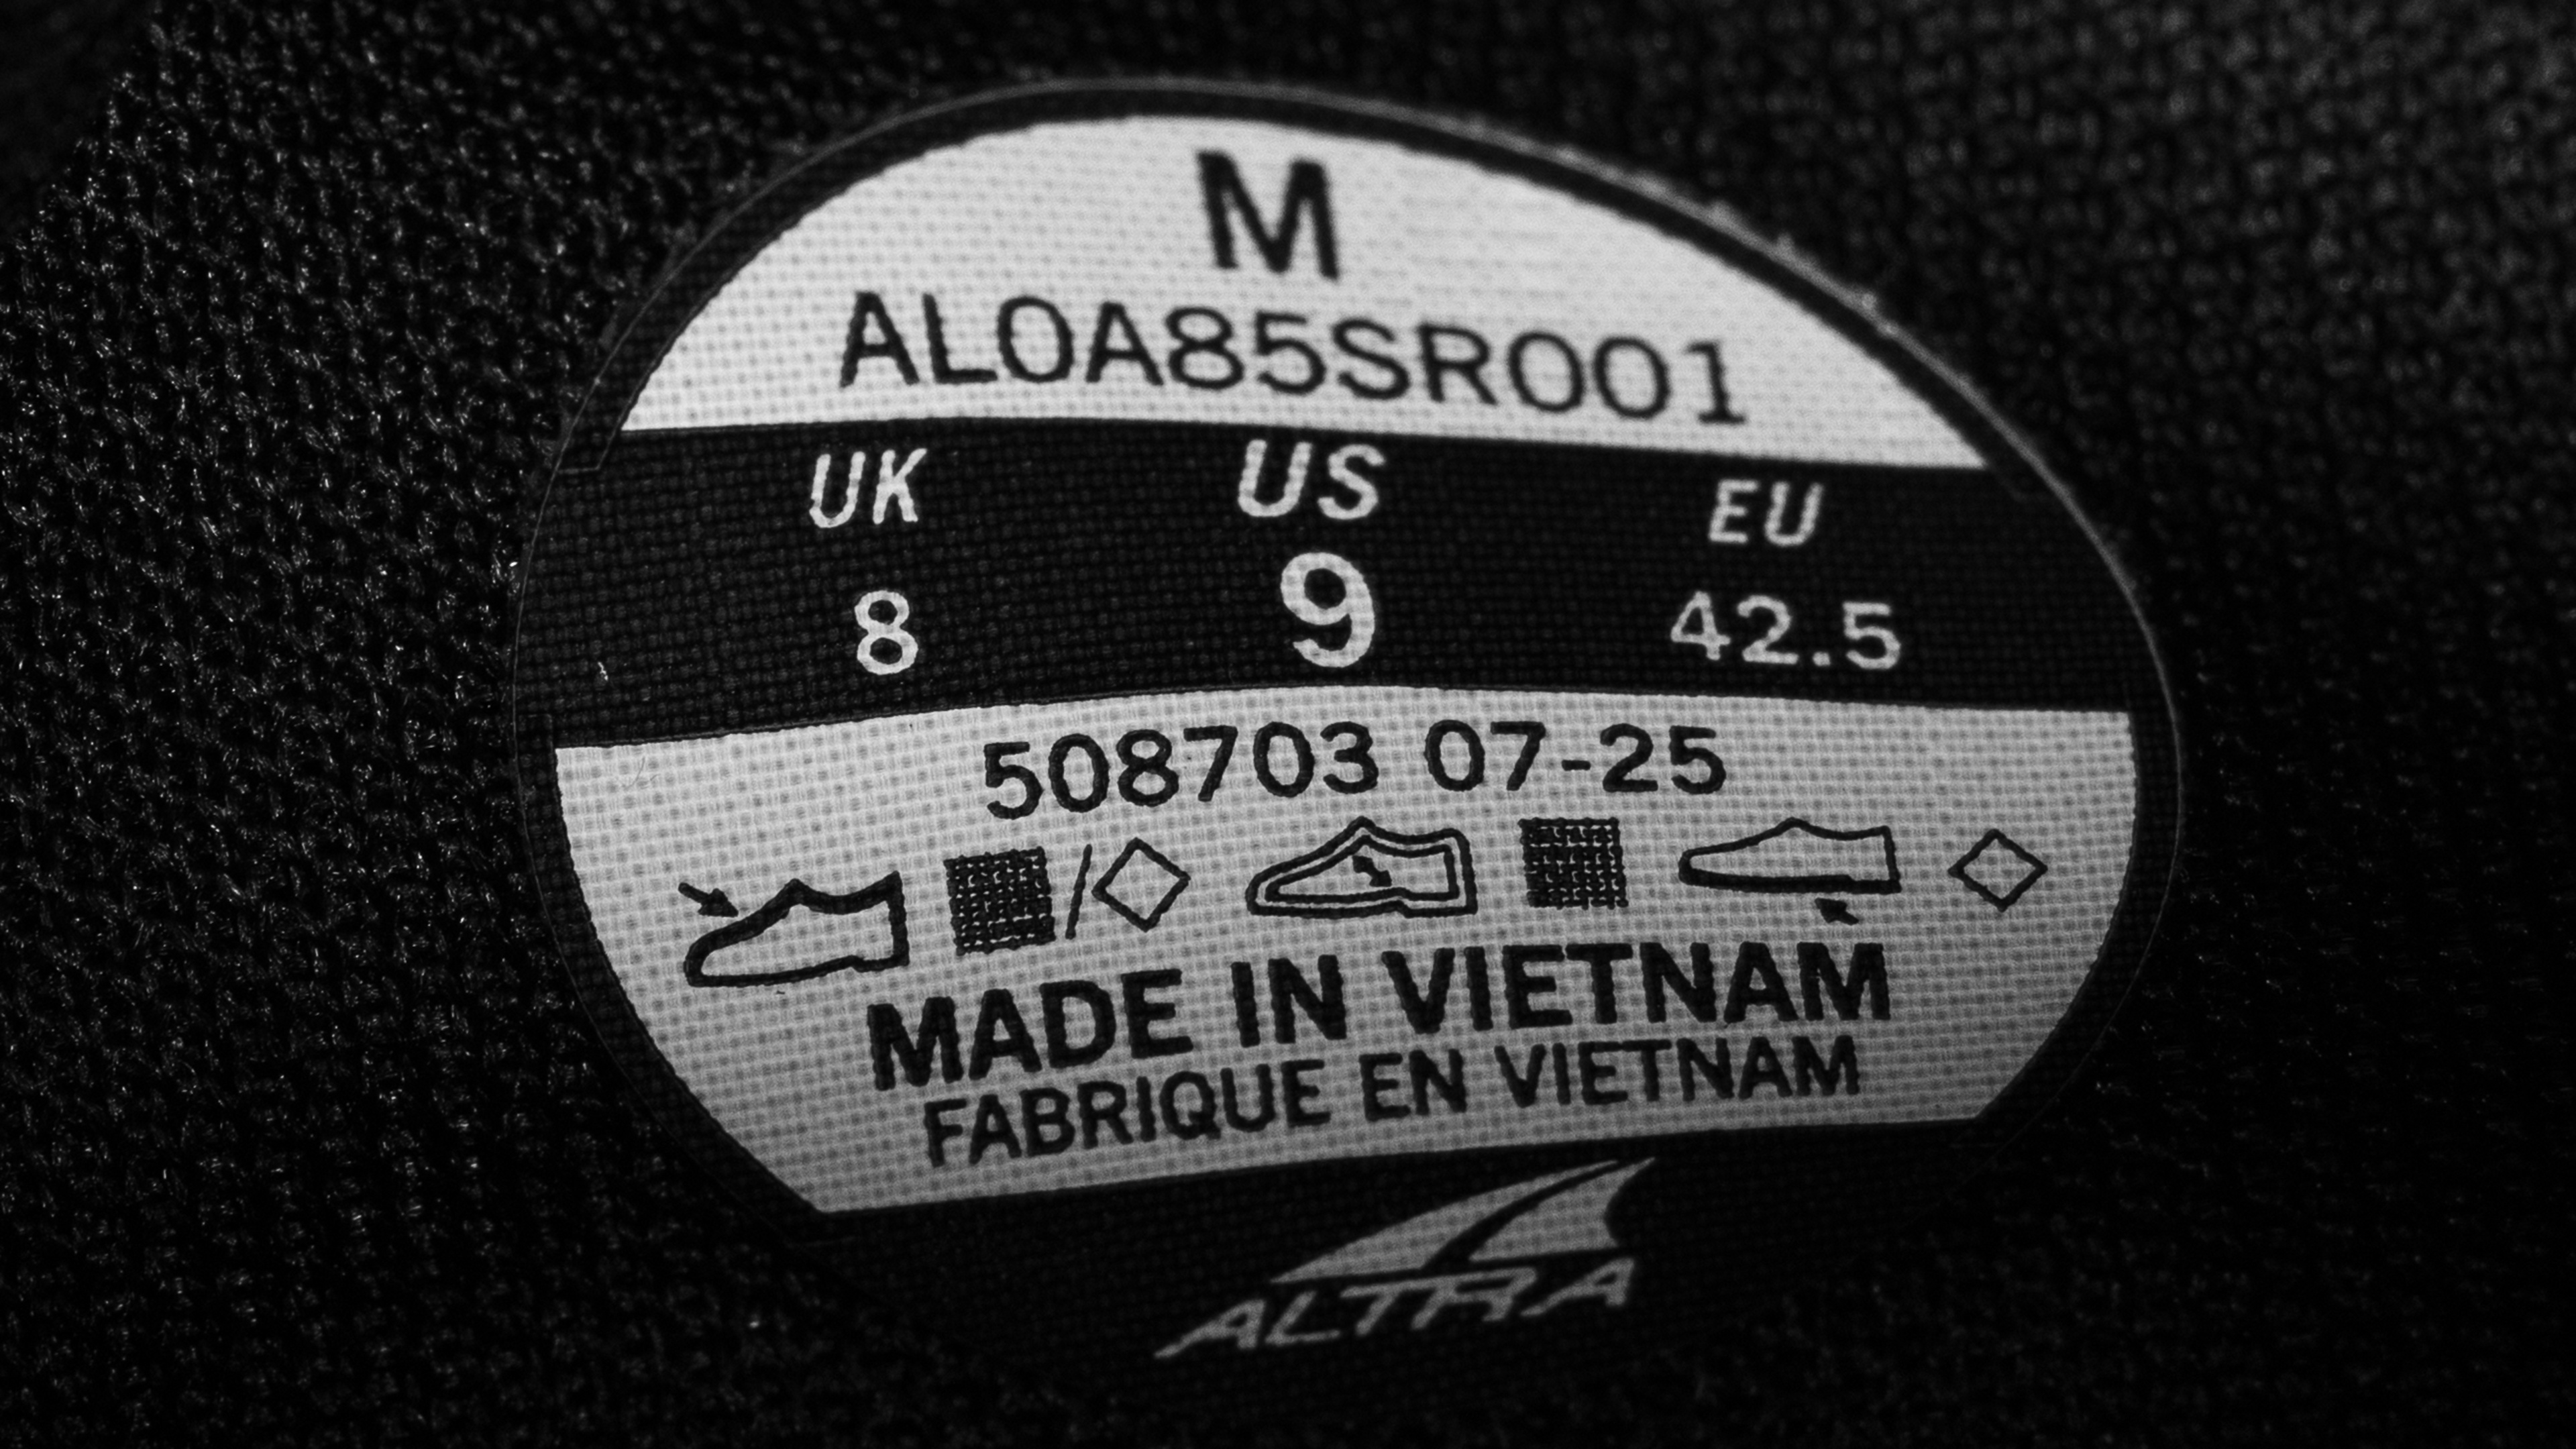 M
AL0A85SR001
UK US EU
8 9 42.5
508703 07-25
MADE IN VIETNAM
FABRIQUE EN VIETNAM
ALTRA